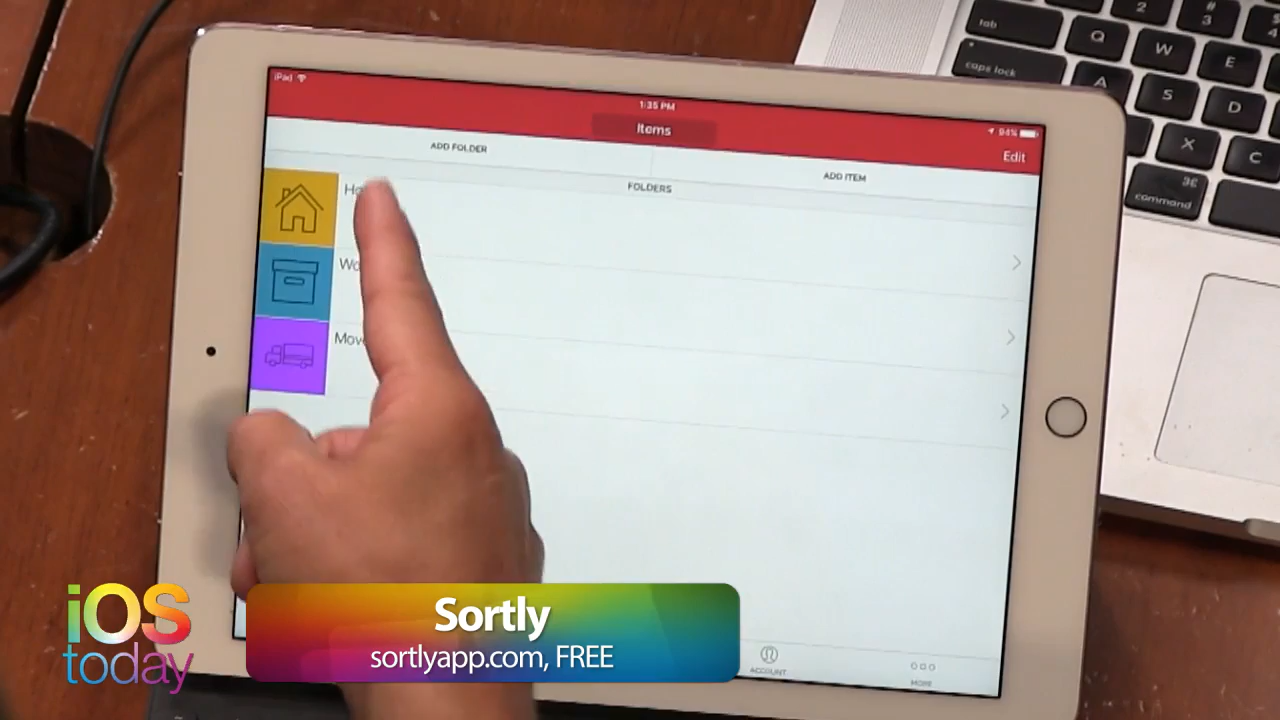 iPad
1:35 PM
94%
Items
Edit
ADD FOLDER
ADD ITEM
FOLDERS
ACCOUNT
MORE
Sortly
sortlyapp.com, FREE
iOS
today
tab
caps lock
Q
W
E
A
S
D
X
C
2
#
3
⌘
command